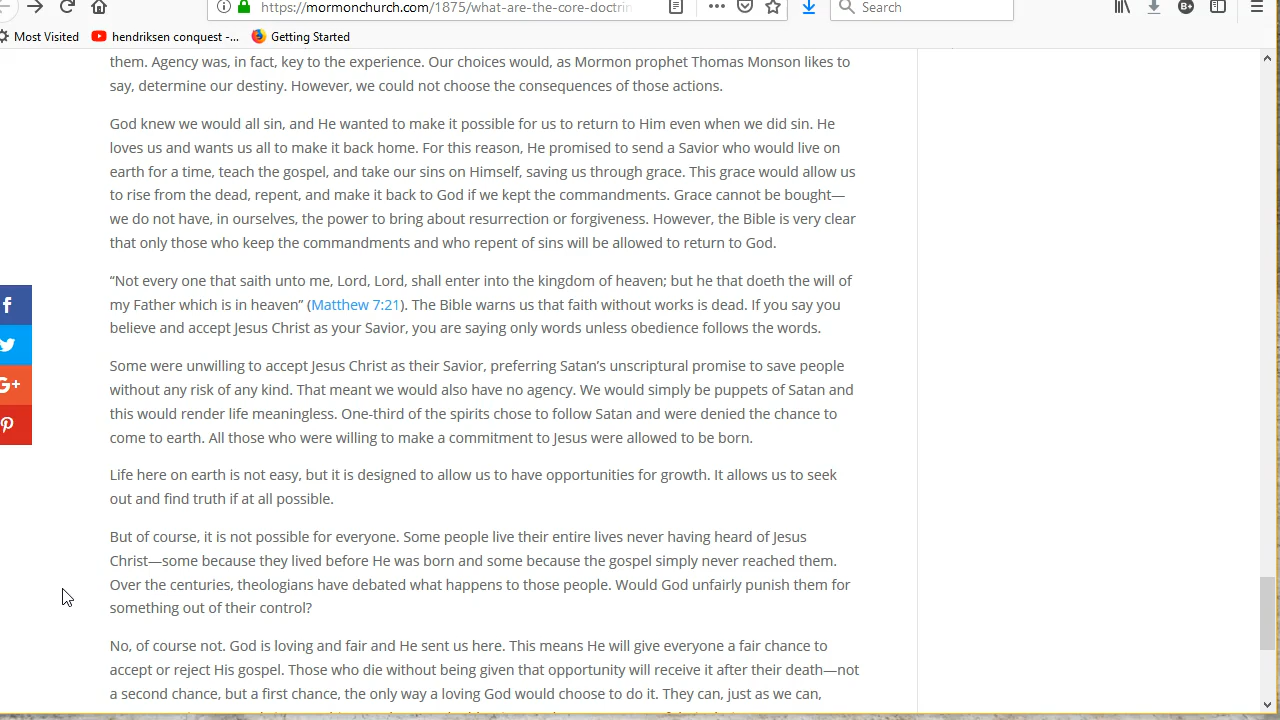 https://mormonchurch.com/1875/what-are-the-core-doctrin
Search
Most Visited
hendriksen conquest -...
Getting Started
them. Agency was, in fact, key to the experience. Our choices would, as Mormon prophet Thomas Monson likes to
say, determine our destiny. However, we could not choose the consequences of those actions.
God knew we would all sin, and He wanted to make it possible for us to return to Him even when we did sin. He
loves us and wants us all to make it back home. For this reason, He promised to send a Savior who would live on
earth for a time, teach the gospel, and take our sins on Himself, saving us through grace. This grace would allow us
to rise from the dead, repent, and make it back to God if we kept the commandments. Grace cannot be bought—
we do not have, in ourselves, the power to bring about resurrection or forgiveness. However, the Bible is very clear
that only those who keep the commandments and who repent of sins will be allowed to return to God.
“Not every one that saith unto me, Lord, Lord, shall enter into the kingdom of heaven; but he that doeth the will of
my Father which is in heaven” (Matthew 7:21). The Bible warns us that faith without works is dead. If you say you
believe and accept Jesus Christ as your Savior, you are saying only words unless obedience follows the words.
Some were unwilling to accept Jesus Christ as their Savior, preferring Satan’s unscriptural promise to save people
without any risk of any kind. That meant we would also have no agency. We would simply be puppets of Satan and
this would render life meaningless. One-third of the spirits chose to follow Satan and were denied the chance to
come to earth. All those who were willing to make a commitment to Jesus were allowed to be born.
Life here on earth is not easy, but it is designed to allow us to have opportunities for growth. It allows us to seek
out and find truth if at all possible.
But of course, it is not possible for everyone. Some people live their entire lives never having heard of Jesus
Christ—some because they lived before He was born and some because the gospel simply never reached them.
Over the centuries, theologians have debated what happens to those people. Would God unfairly punish them for
something out of their control?
No, of course not. God is loving and fair and He sent us here. This means He will give everyone a fair chance to
accept or reject His gospel. Those who die without being given that opportunity will receive it after their death—not
a second chance, but a first chance, the only way a loving God would choose to do it. They can, just as we can,